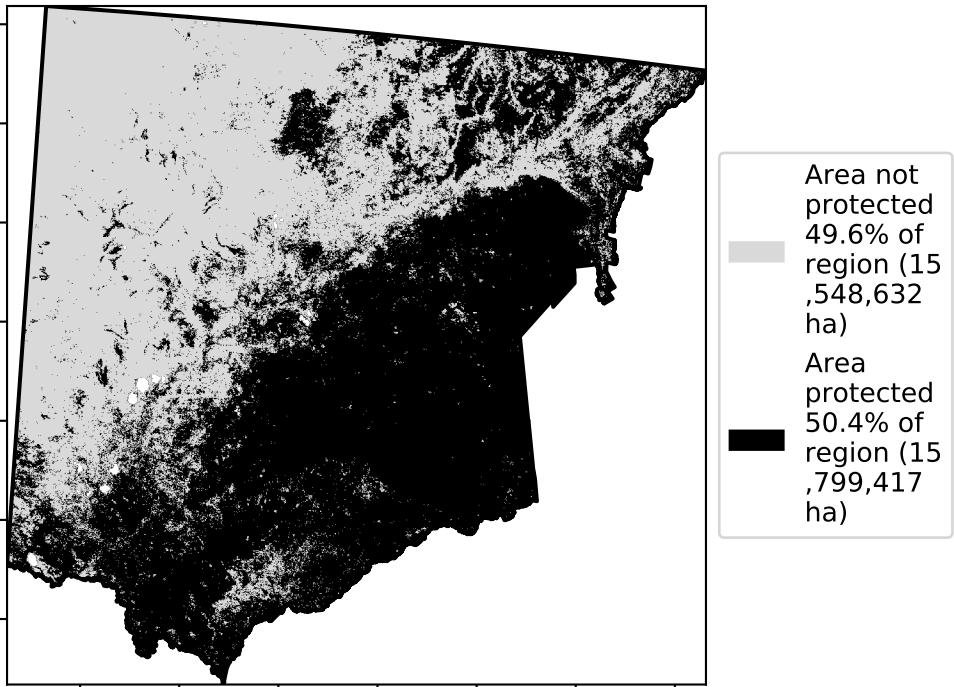 Area not
protected
49.6% of
region (15
,548,632
ha)
Area
protected
50.4% of
region (15
,799,417
ha)